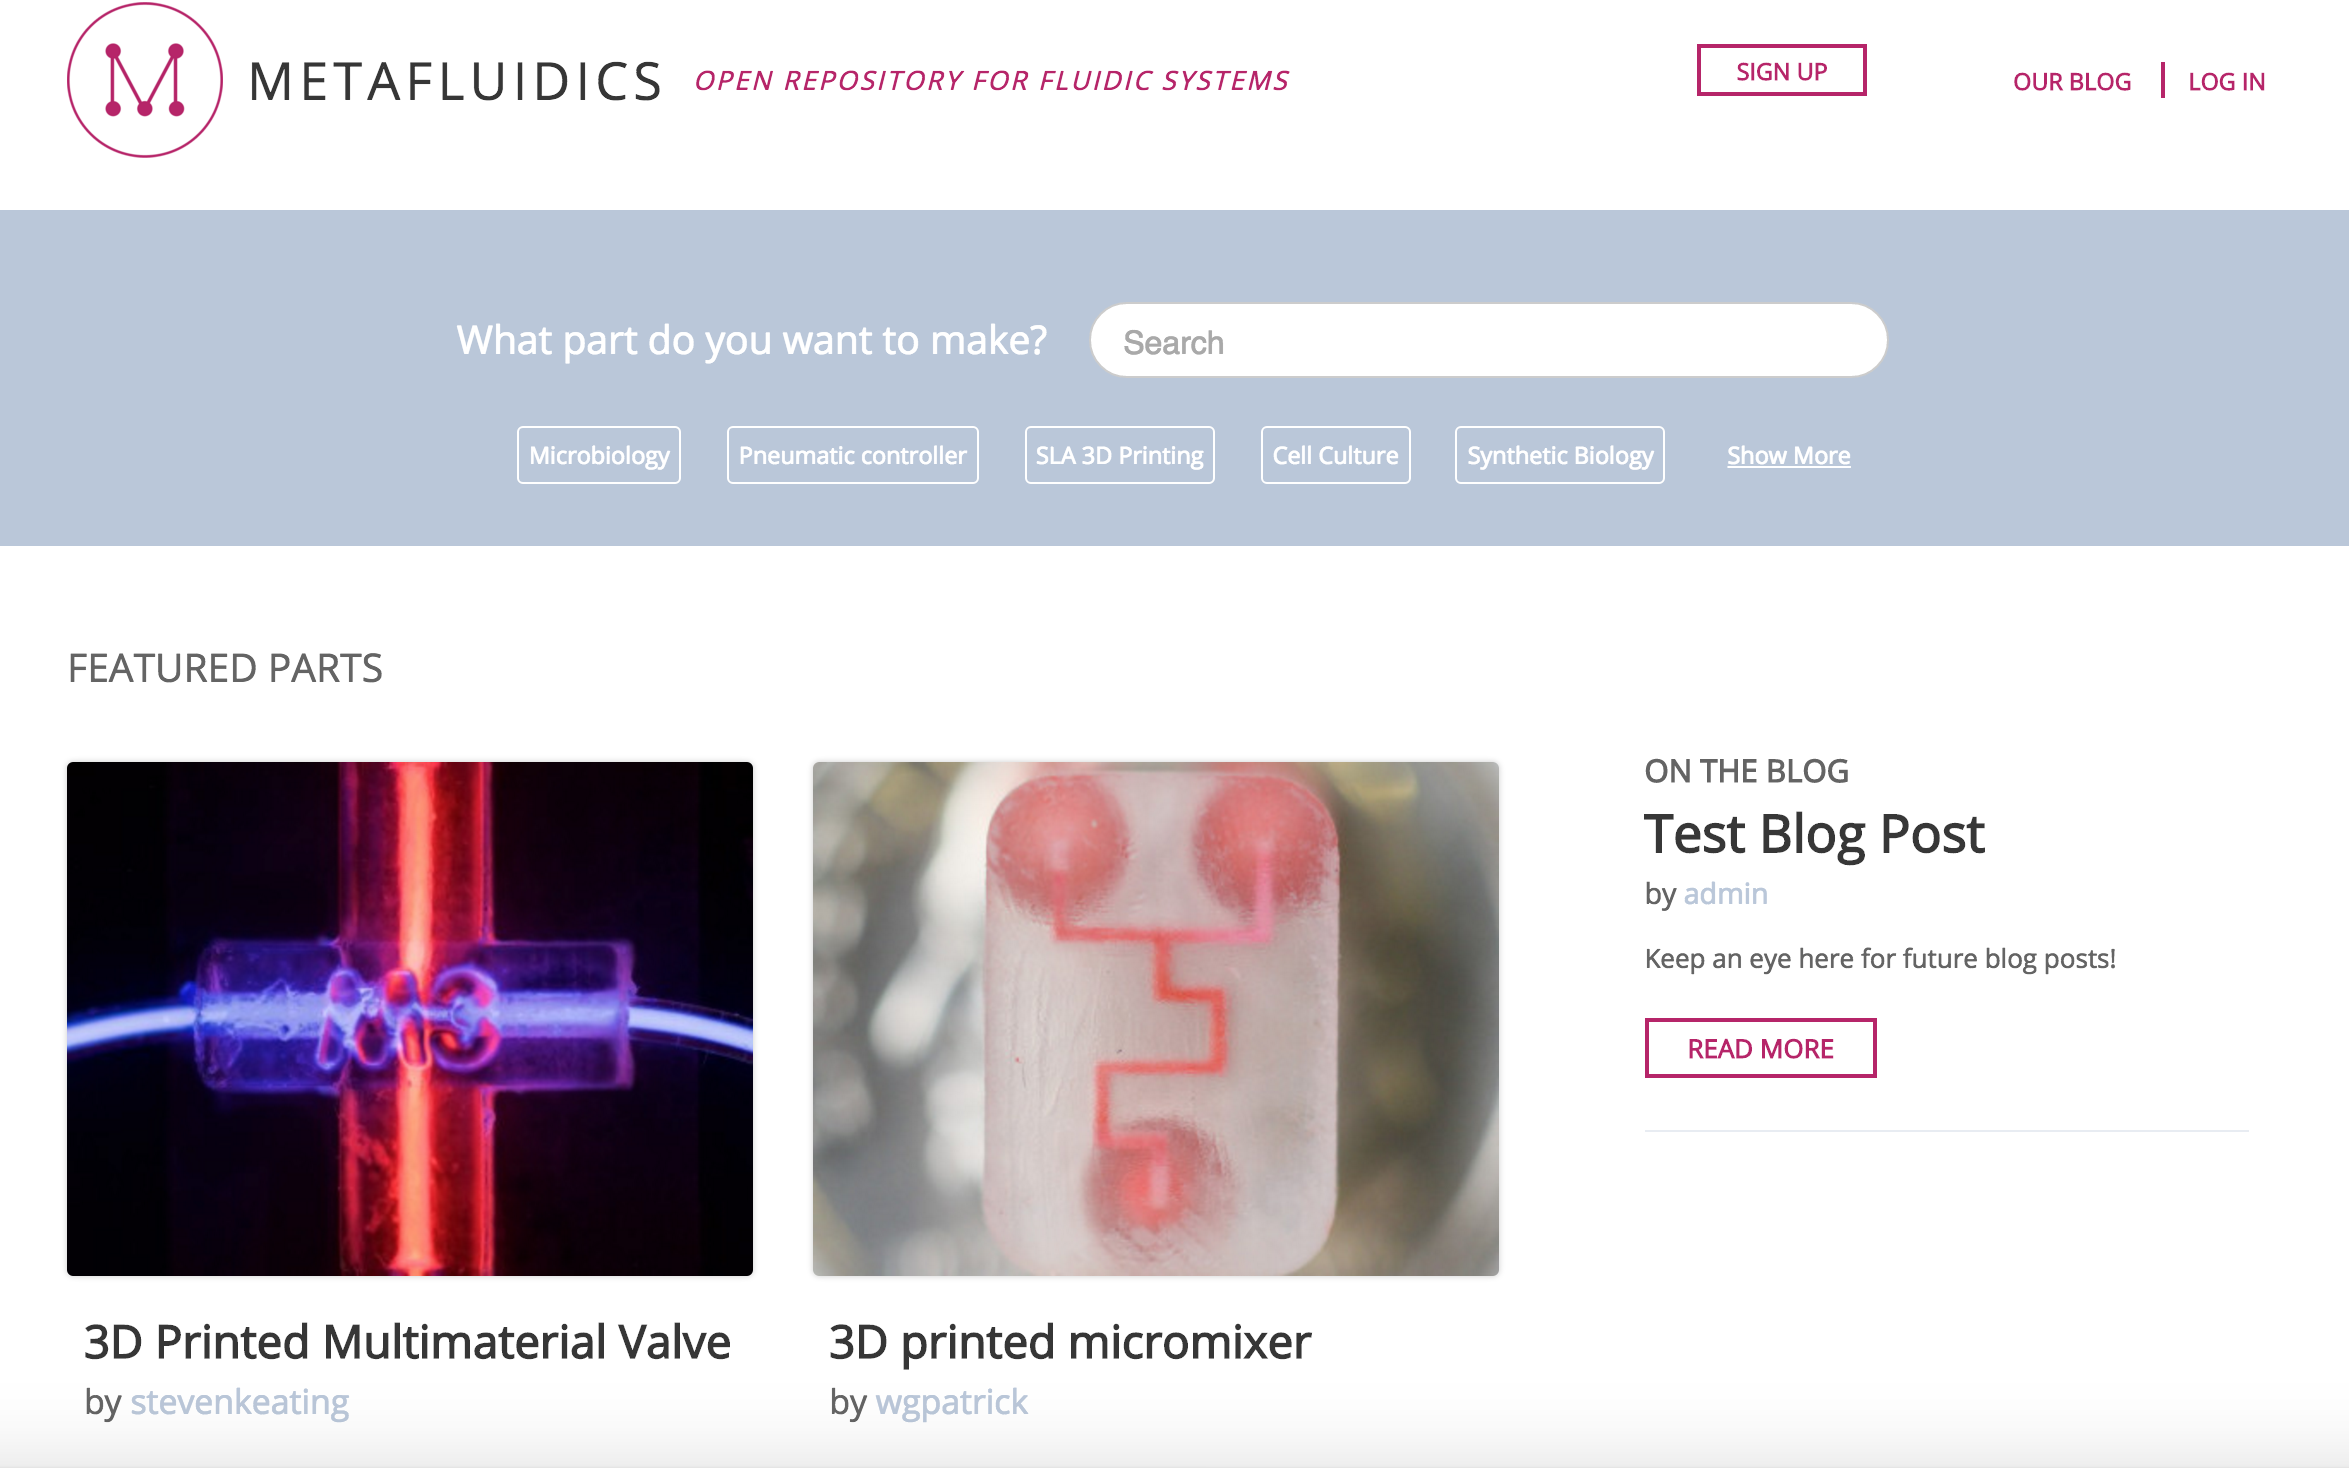 METAFLUIDICS
OPEN REPOSITORY FOR FLUIDIC SYSTEMS
SIGN UP
OUR BLOG
LOG IN
What part do you want to make?
Search
Microbiology
Pneumatic controller
SLA 3D Printing
Cell Culture
Synthetic Biology
Show More
FEATURED PARTS
3D Printed Multimaterial Valve
by stevenkeating
3D printed micromixer
by wgpatrick
ON THE BLOG
Test Blog Post
by admin
Keep an eye here for future blog posts!
READ MORE